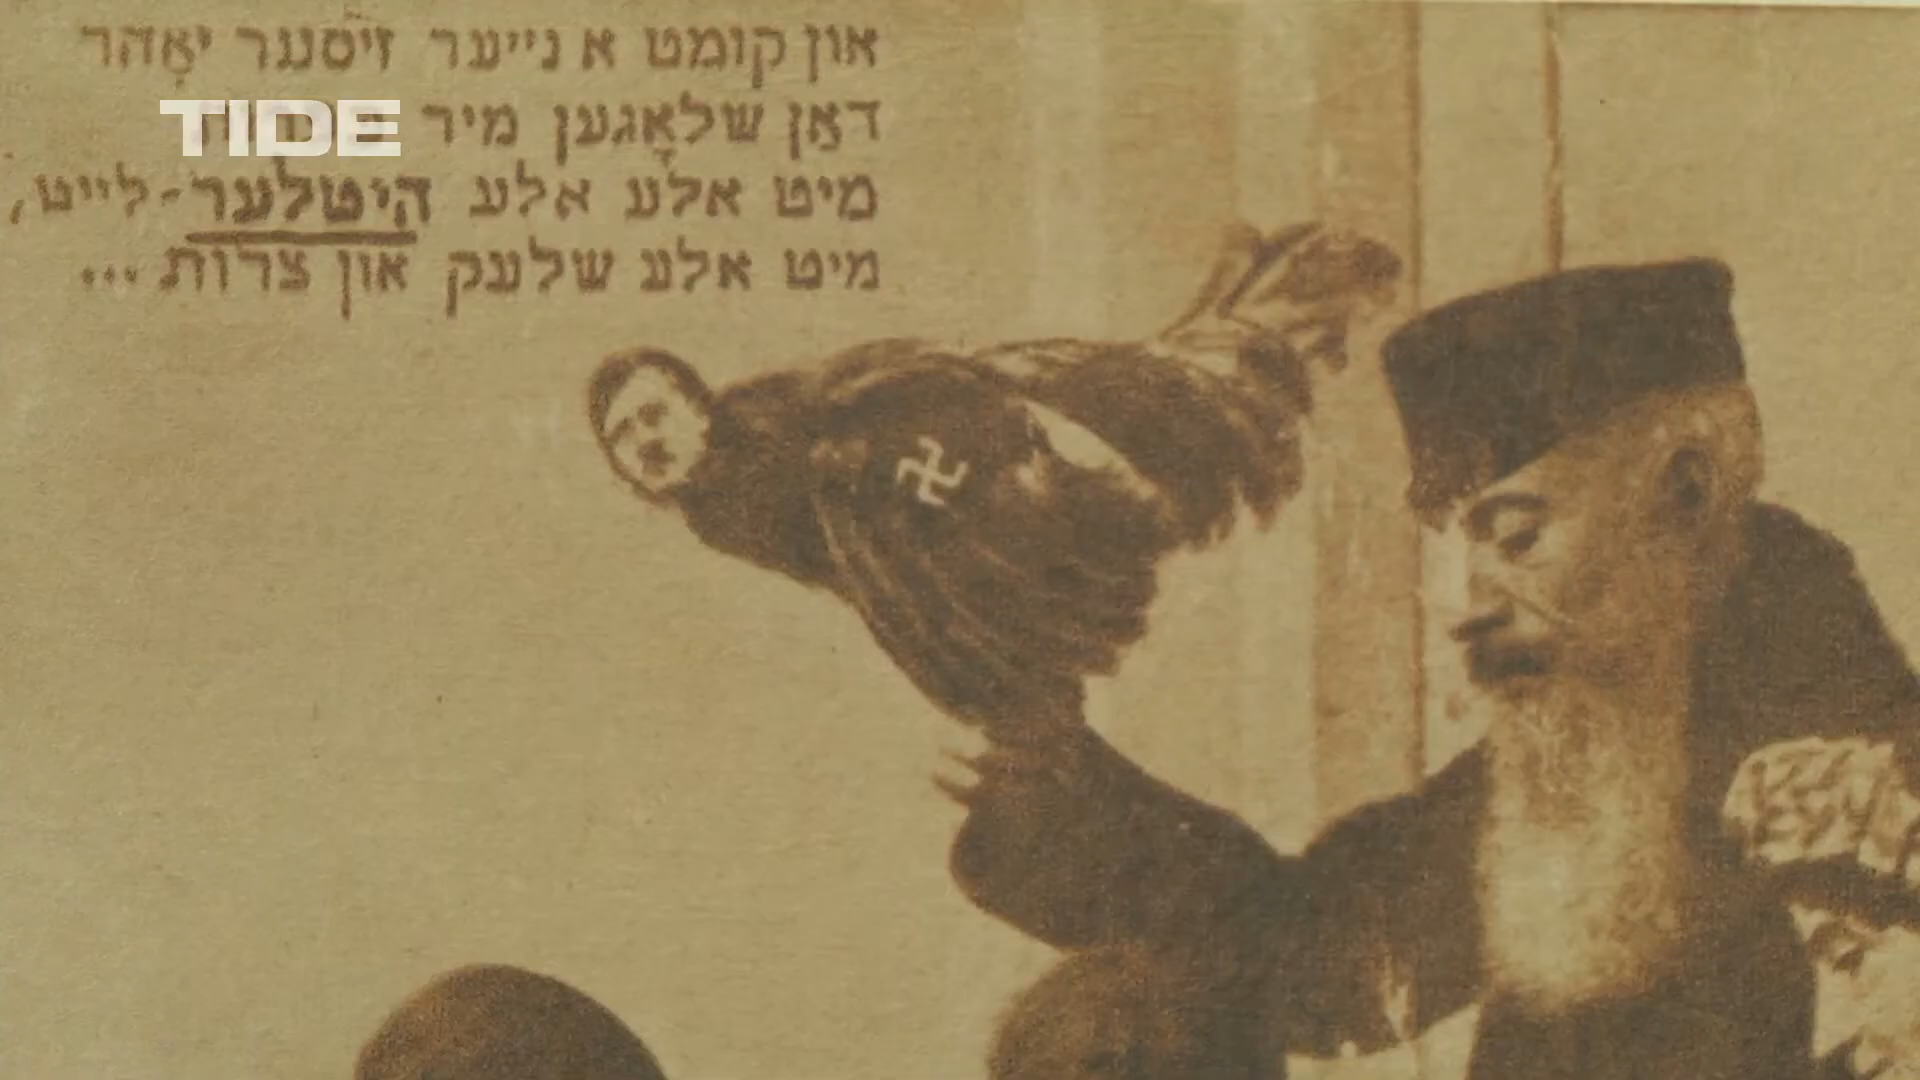 און קומט א נייער זיסער יאָהר
דאַן שלאָגען מיר
מיט אלע אלע היטלער-לייט,
מיט אלע שלעק און צרות...
TIDE